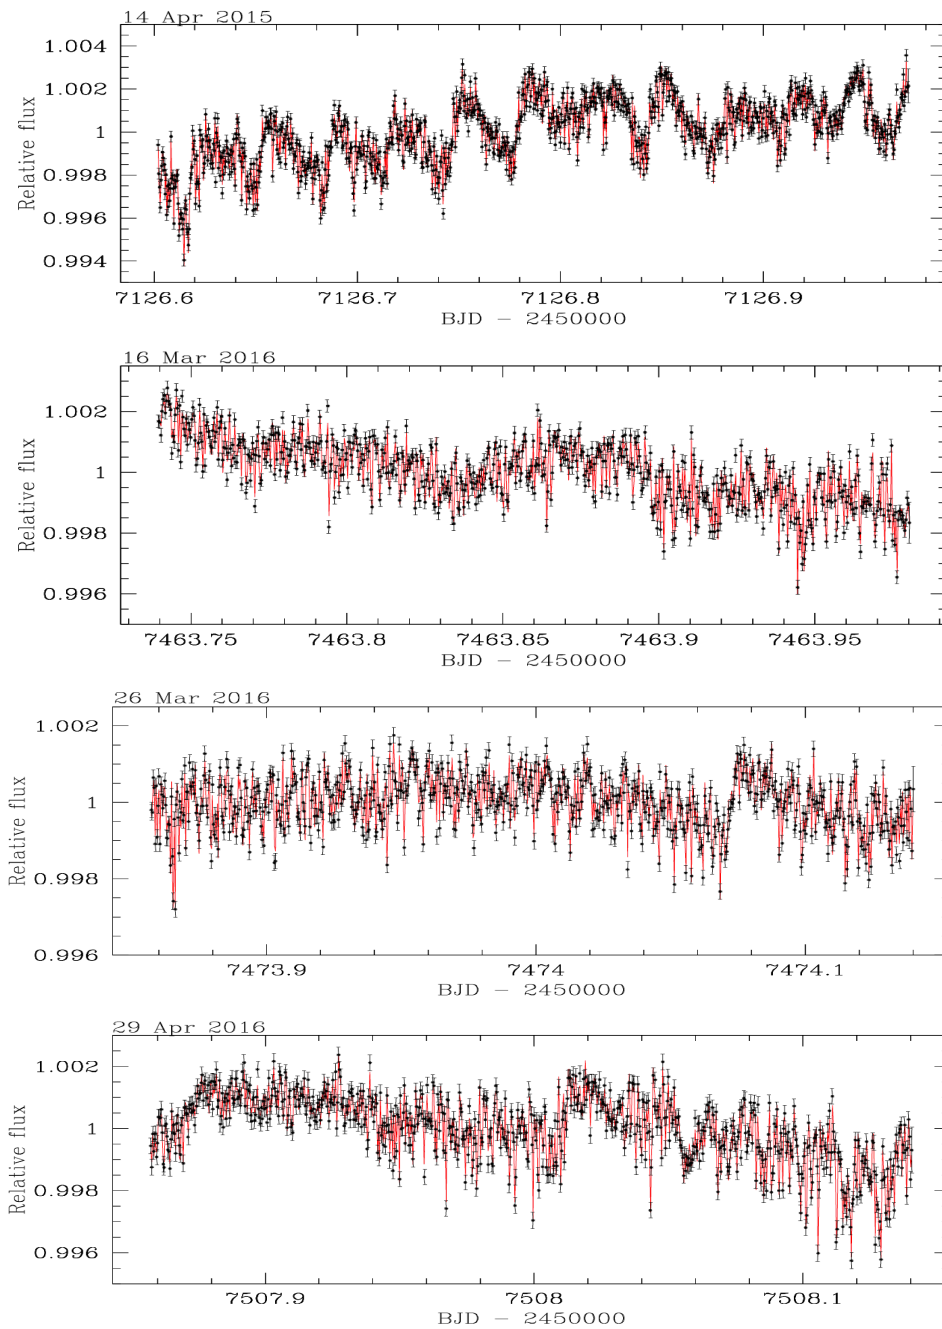 14 Apr 2015
1.004
1.002
1
0.998
0.996
0.994
Relative flux
7126.6 7126.7 7126.8 7126.9
BJD − 2450000
16 Mar 2016
1.002
1
0.998
0.996
Relative flux
7463.75 7463.8 7463.85 7463.9 7463.95
BJD − 2450000
26 Mar 2016
1.002
1
0.998
0.996
Relative flux
7473.9 7474 7474.1
BJD − 2450000
29 Apr 2016
1.002
1
0.998
0.996
Relative flux
7507.9 7508 7508.1
BJD − 2450000